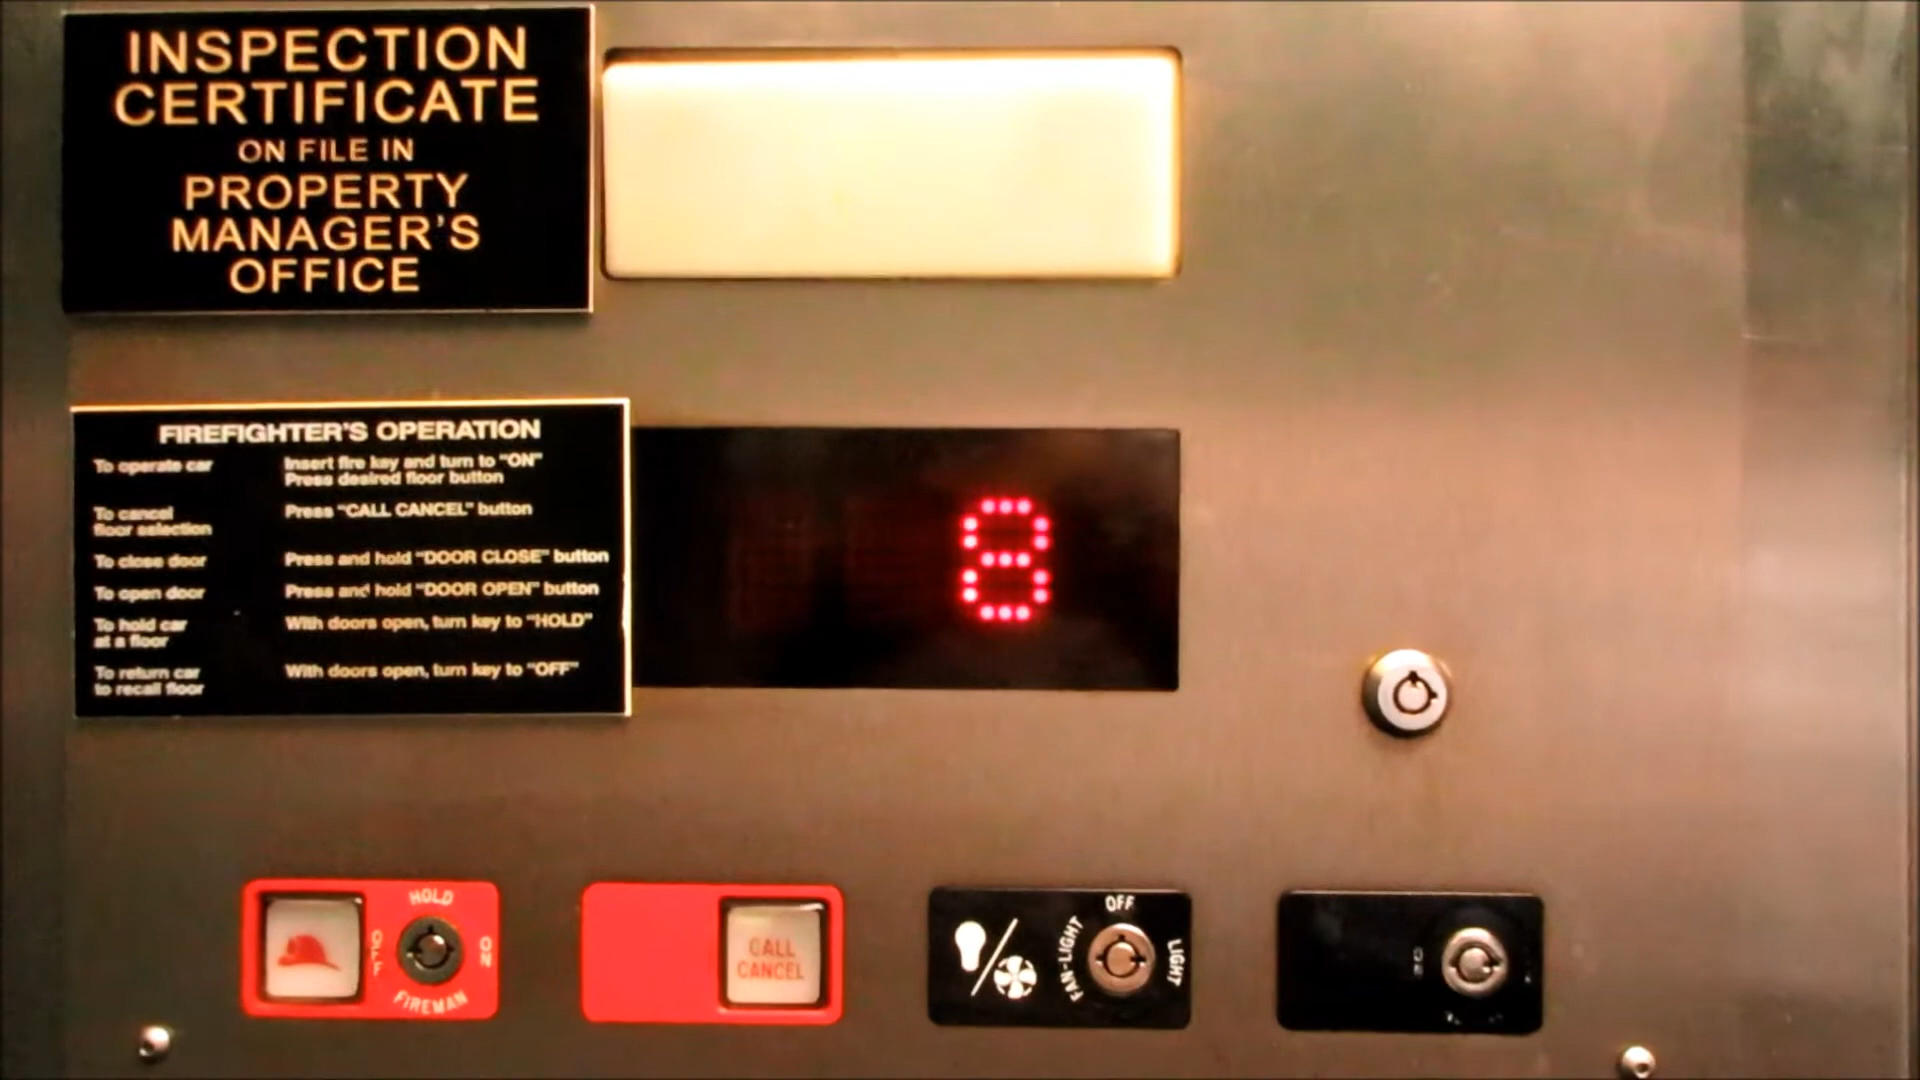 INSPECTION
CERTIFICATE
ON FILE IN
PROPERTY
MANAGER'S
OFFICE
FIREFIGHTER'S OPERATION
To operate car Insert fire key and turn to "ON"
Press desired floor button
To cancel Press "CALL CANCEL" button
floor selection
To close door Press and hold "DOOR CLOSE" button
To open door Press and hold "DOOR OPEN" button
To hold car With doors open, turn key to "HOLD"
at a floor
To return car With doors open, turn key to "OFF"
to recall floor
8
HOLD
OFF
ON
FIREMAN
CALL
CANCEL
OFF
FAN-LIGHT
LIGHT